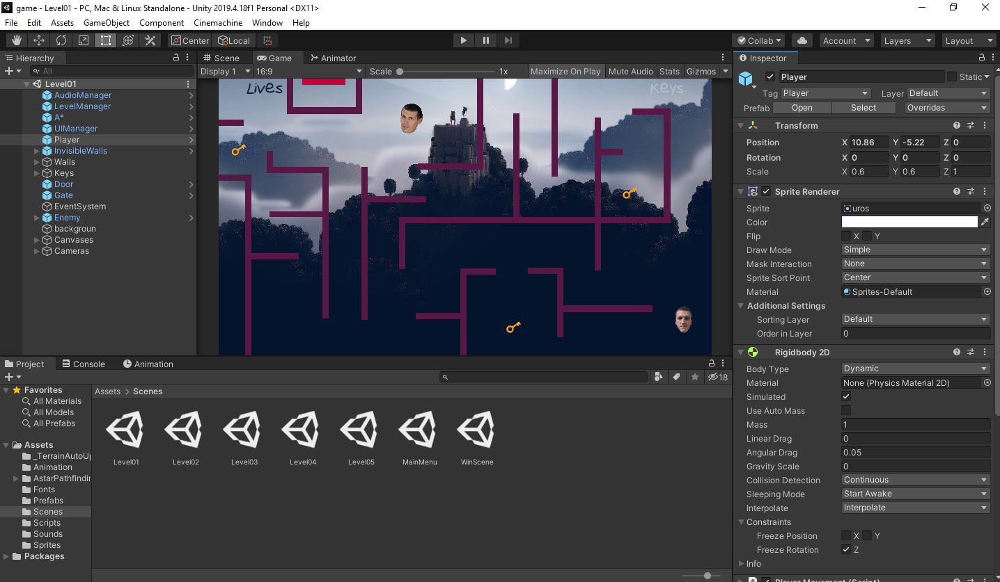 game - Level01 - PC, Mac & Linux Standalone - Unity 2019.4.18f1 Personal <DX11>
File Edit Assets GameObject Component Cinemachine Window Help
Center Local Collab Account Layers Layout
Hierarchy
All
Level01
AudioManager
LevelManager
A*
UIManager
Player
InvisibleWalls
Walls
Keys
Door
Gate
EventSystem
Enemy
backgroun
Canvases
Cameras
Scene Game Animator
Display 1 16:9 Scale 1x Maximize On Play Mute Audio Stats Gizmos
Lives Keys
Project Console Animation
18
Favorites
All Materials
All Models
All Prefabs
Assets
_TerrainAutoUp
Animation
AstarPathfindin
Fonts
Prefabs
Scenes
Scripts
Sounds
Sprites
Packages
Assets > Scenes
Level01 Level02 Level03 Level04 Level05 MainMenu WinScene
Inspector
Player Static
Tag Player Layer Default
Prefab Open Select Overrides
Transform
Position X 10.86 Y -5.22 Z 0
Rotation X 0 Y 0 Z 0
Scale X 0.6 Y 0.6 Z 1
Sprite Renderer
Sprite uros
Color
Flip X Y
Draw Mode Simple
Mask Interaction None
Sprite Sort Point Center
Material Sprites-Default
Additional Settings
Sorting Layer Default
Order in Layer 0
Rigidbody 2D
Body Type Dynamic
Material None (Physics Material 2D)
Simulated
Use Auto Mass
Mass 1
Linear Drag 0
Angular Drag 0.05
Gravity Scale 0
Collision Detection Continuous
Sleeping Mode Start Awake
Interpolate Interpolate
Constraints
Freeze Position X Y
Freeze Rotation Z
Info
Player Movement (Script)